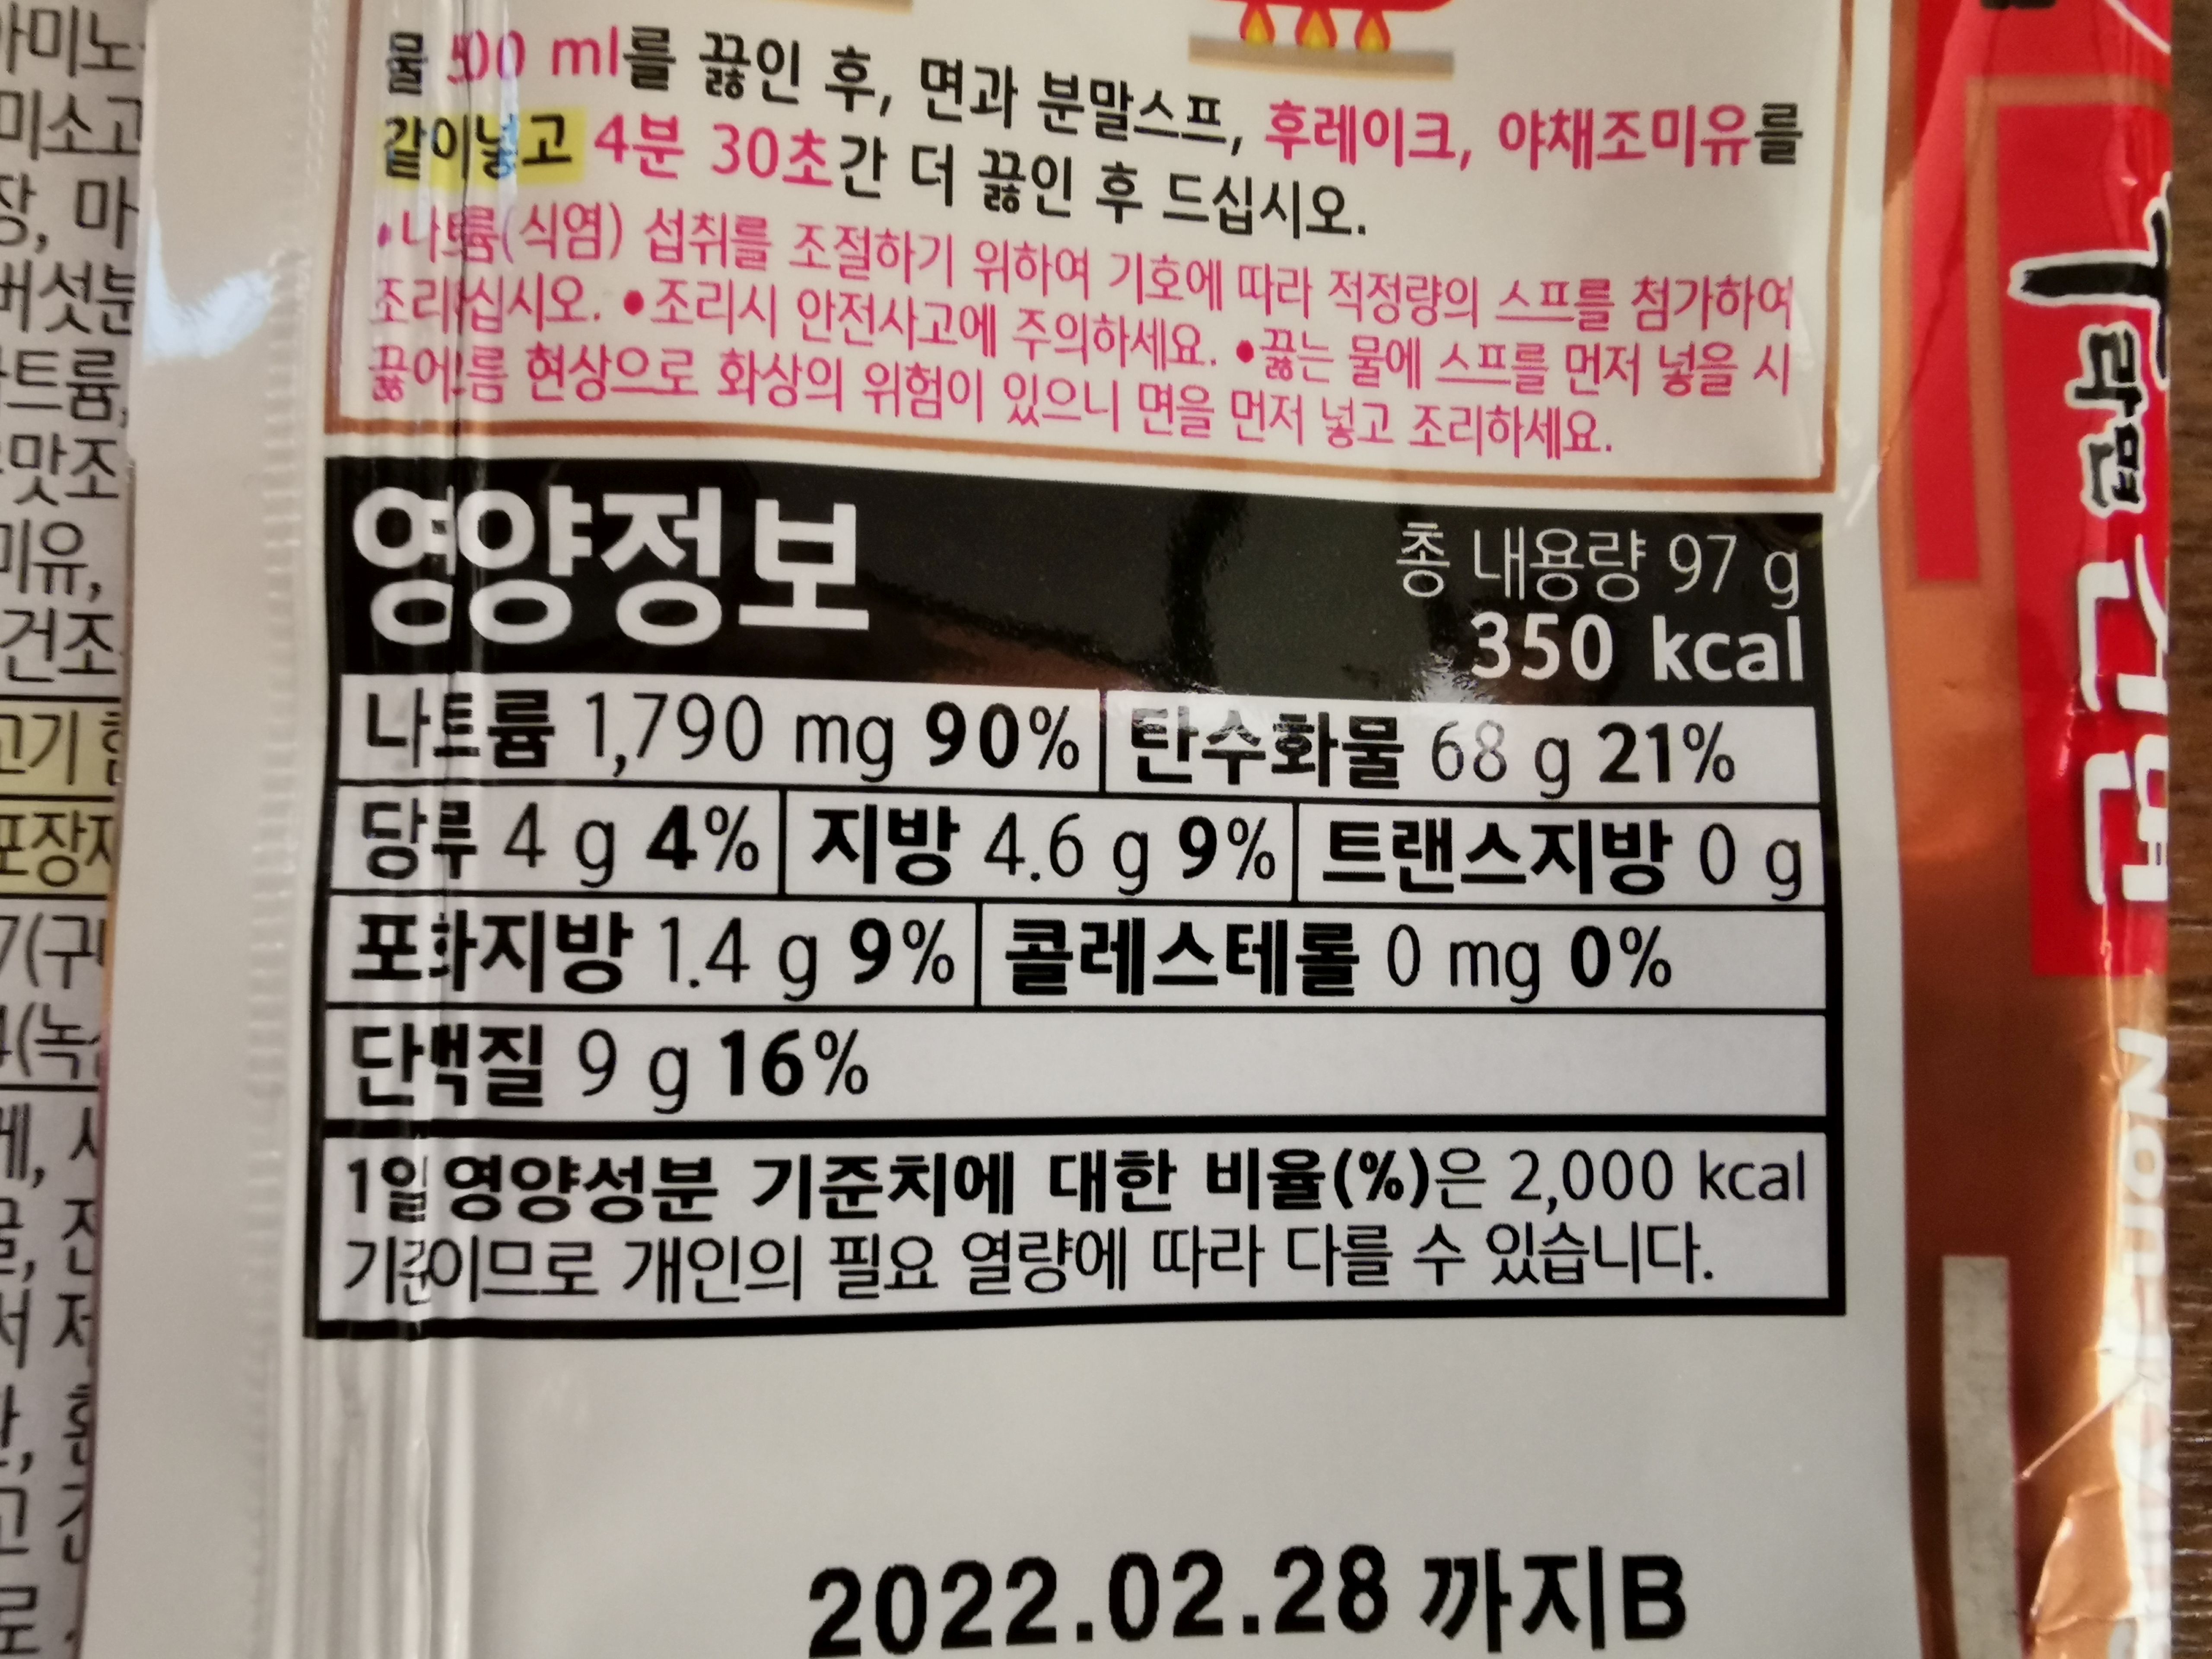 물 500 ml를 끓인 후, 면과 분말스프, 후레이크, 야채조미유를
같이넣고 4분 30초간 더 끓인 후 드십시오.
•나트륨(식염) 섭취를 조절하기 위하여 기호에 따라 적정량의 스프를 첨가하여
조리하십시오. •조리시 안전사고에 주의하세요. •끓는 물에 스프를 먼저 넣을 시
끓어오름 현상으로 화상의 위험이 있으니 면을 먼저 넣고 조리하세요.
영양정보
총 내용량 97 g
350 kcal
나트륨 1,790 mg 90% 탄수화물 68 g 21%
당류 4 g 4% 지방 4.6 g 9% 트랜스지방 0 g
포화지방 1.4 g 9% 콜레스테롤 0 mg 0%
단백질 9 g 16%
1일 영양성분 기준치에 대한 비율(%)은 2,000 kcal
기준이므로 개인의 필요 열량에 따라 다를 수 있습니다.
2022.02.28 까지B
라면 건면